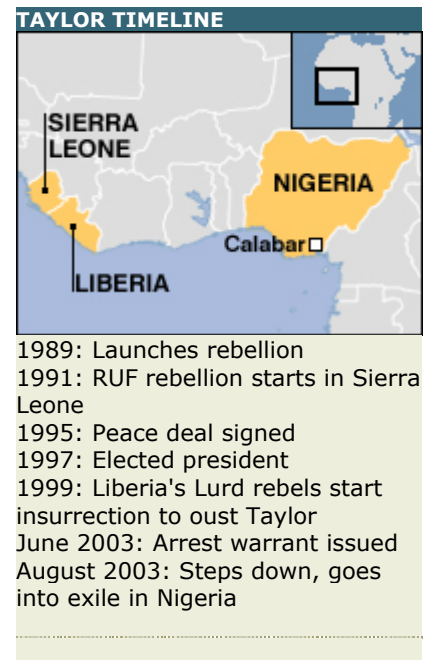 TAYLOR TIMELINE
SIERRA
LEONE
NIGERIA
Calabar
LIBERIA
1989: Launches rebellion
1991: RUF rebellion starts in Sierra
Leone
1995: Peace deal signed
1997: Elected president
1999: Liberia's Lurd rebels start
insurrection to oust Taylor
June 2003: Arrest warrant issued
August 2003: Steps down, goes
into exile in Nigeria